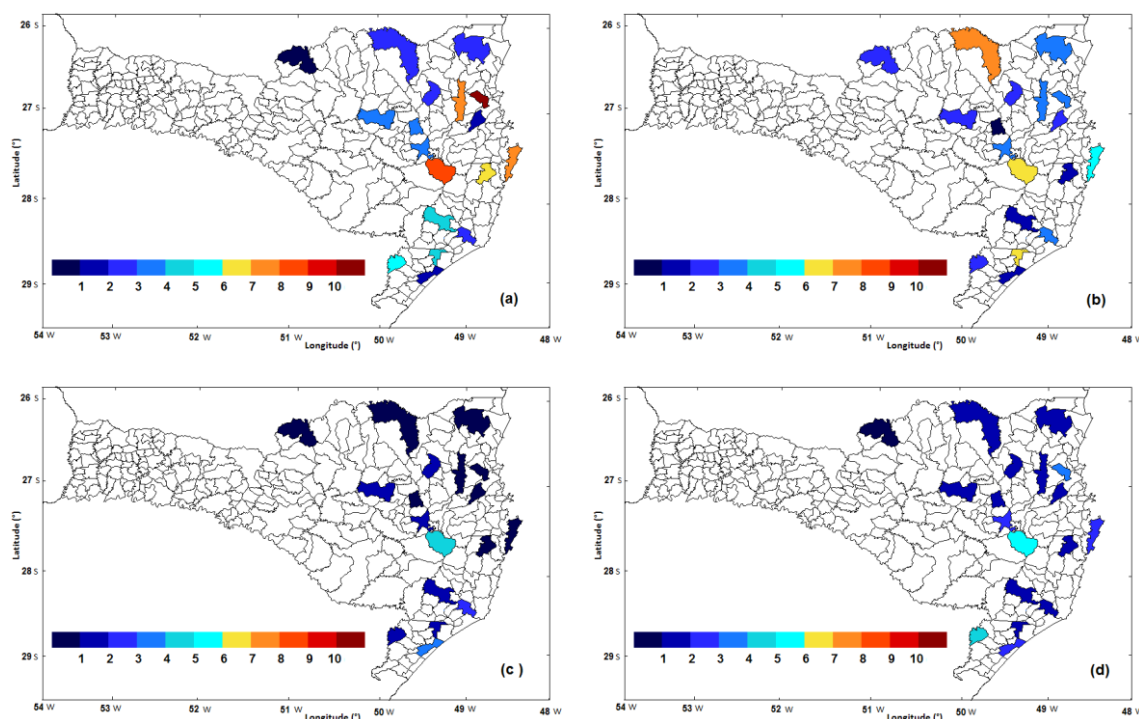 26 S
27 S
28 S
29 S
Latitude (°)
1 2 3 4 5 6 7 8 9 10
(a)
54 W 53 W 52 W 51 W 50 W 49 W 48 W
Longitude (°)
26 S
27 S
28 S
29 S
Latitude (°)
1 2 3 4 5 6 7 8 9 10
(b)
54 W 53 W 52 W 51 W 50 W 49 W 48 W
Longitude (°)
26 S
27 S
28 S
29 S
Latitude (°)
1 2 3 4 5 6 7 8 9 10
(c)
54 W 53 W 52 W 51 W 50 W 49 W 48 W
Longitude (°)
26 S
27 S
28 S
29 S
Latitude (°)
1 2 3 4 5 6 7 8 9 10
(d)
54 W 53 W 52 W 51 W 50 W 49 W 48 W
Longitude (°)